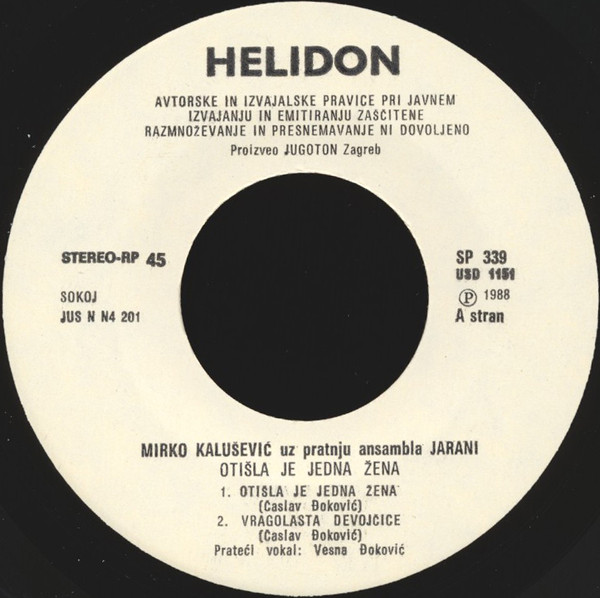 HELIDON
AVTORSKE IN IZVAJALSKE PRAVICE PRI JAVNEM
IZVAJANJU IN EMITIRANJU ZAŠČITENE
RAZMNOŽEVANJE IN PRESNEMAVANJE NI DOVOLJENO
Proizveo JUGOTON Zagreb
STEREO-RP 45
SOKOJ
JUS N N4 201
SP 339
USD 1151
Ⓟ 1988
A stran
MIRKO KALUŠEVIĆ uz pratnju ansambla JARANI
OTIŠLA JE JEDNA ŽENA
1. OTIŠLA JE JEDNA ŽENA
(Časlav Đoković)
2. VRAGOLASTA DEVOJČICE
(Časlav Đoković)
Prateći vokal: Vesna Đoković